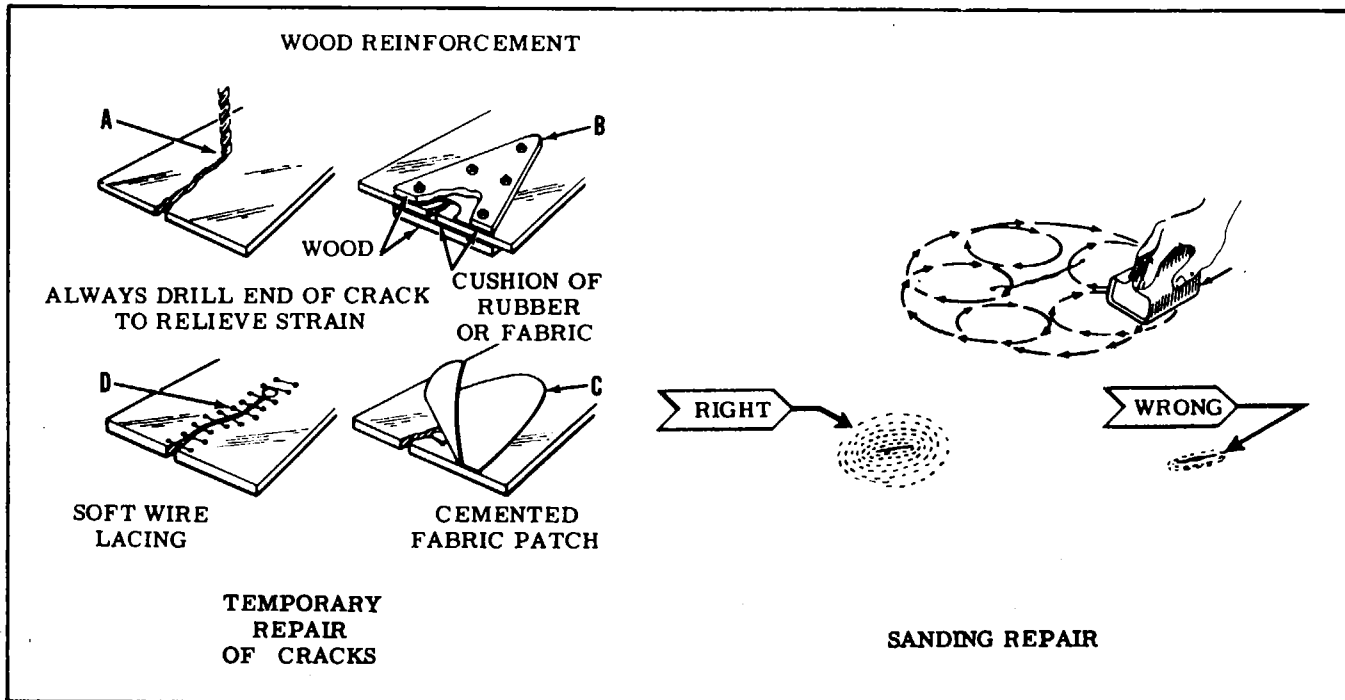 WOOD REINFORCEMENT
A
B
WOOD
CUSHION OF
RUBBER
OR FABRIC
ALWAYS DRILL END OF CRACK
TO RELIEVE STRAIN
D
C
SOFT WIRE
LACING
CEMENTED
FABRIC PATCH
TEMPORARY
REPAIR
OF CRACKS
RIGHT
WRONG
SANDING REPAIR